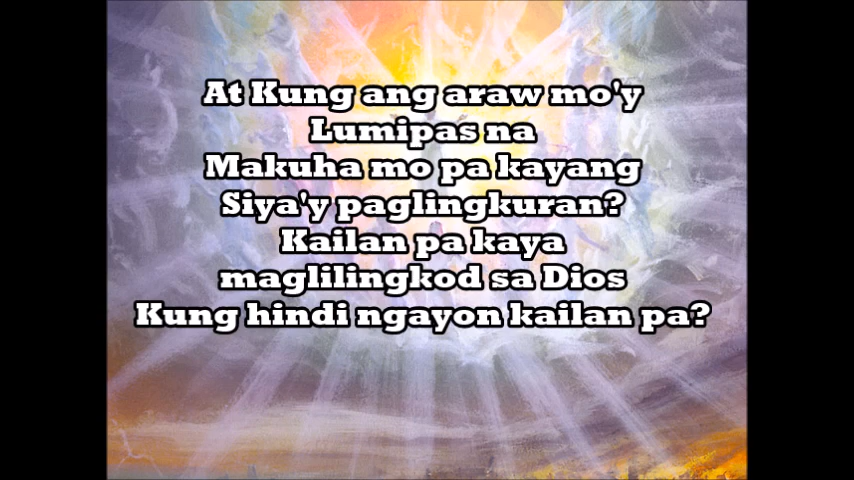 At Kung ang araw mo'y
Lumipas na
Makuha mo pa kayang
Siya'y paglingkuran?
Kailan pa kaya
maglilingkod sa Dios
Kung hindi ngayon kailan pa?